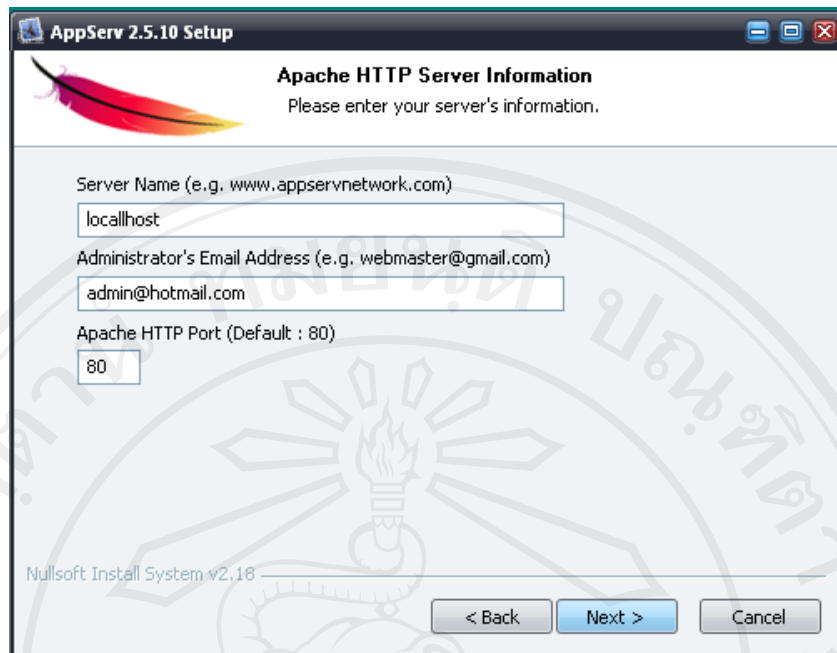 AppServ 2.5.10 Setup
Apache HTTP Server Information
Please enter your server's information.
Server Name (e.g. www.appservnetwork.com)
locallhost
Administrator's Email Address (e.g. webmaster@gmail.com)
admin@hotmail.com
Apache HTTP Port (Default : 80)
80
Nullsoft Install System v2.18
< Back
Next >
Cancel